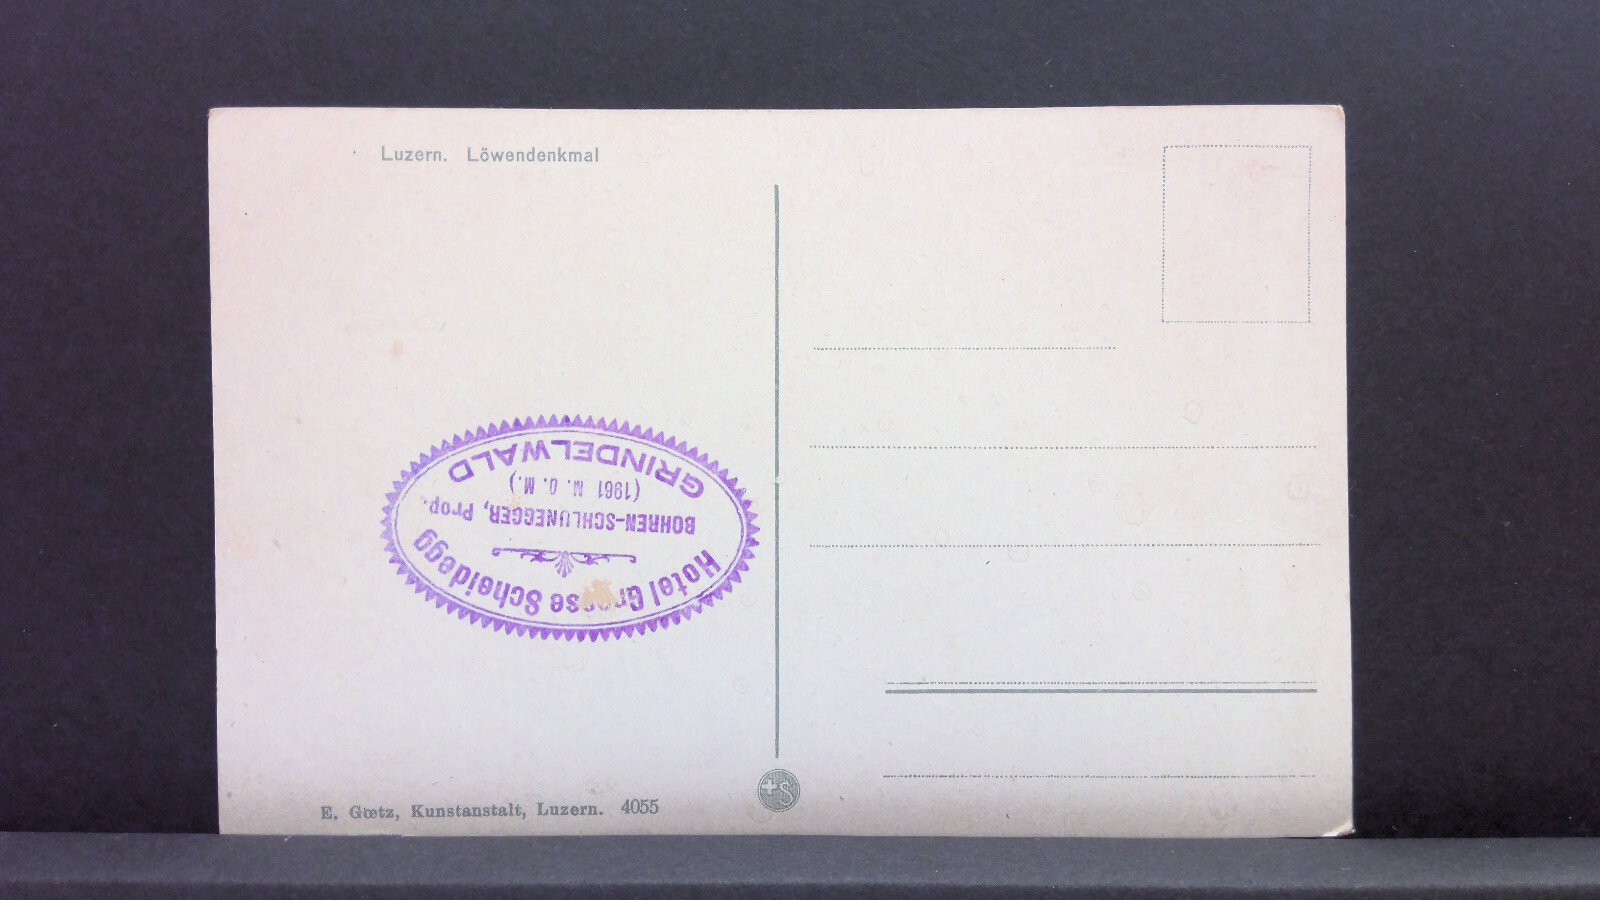 Luzern. Löwendenkmal
Hotel Grosse Scheidegg
BOHREN-SCHLUNEGGER, Prop.
(1961 M. ü. M.)
GRINDELWALD
E. Gœtz, Kunstanstalt, Luzern. 4055
+S